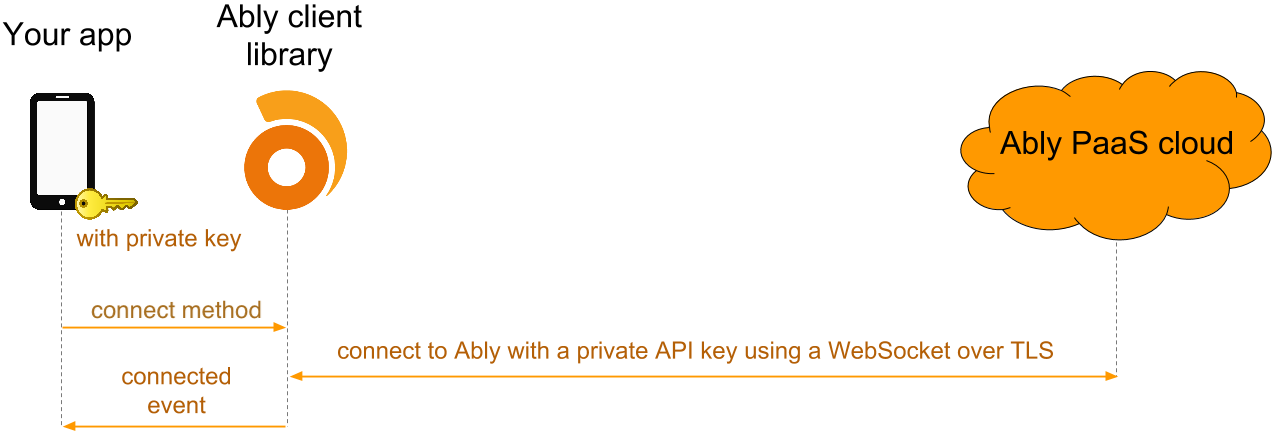 Your app
Ably client
library
Ably PaaS cloud
with private key
connect method
connect to Ably with a private API key using a WebSocket over TLS
connected
event